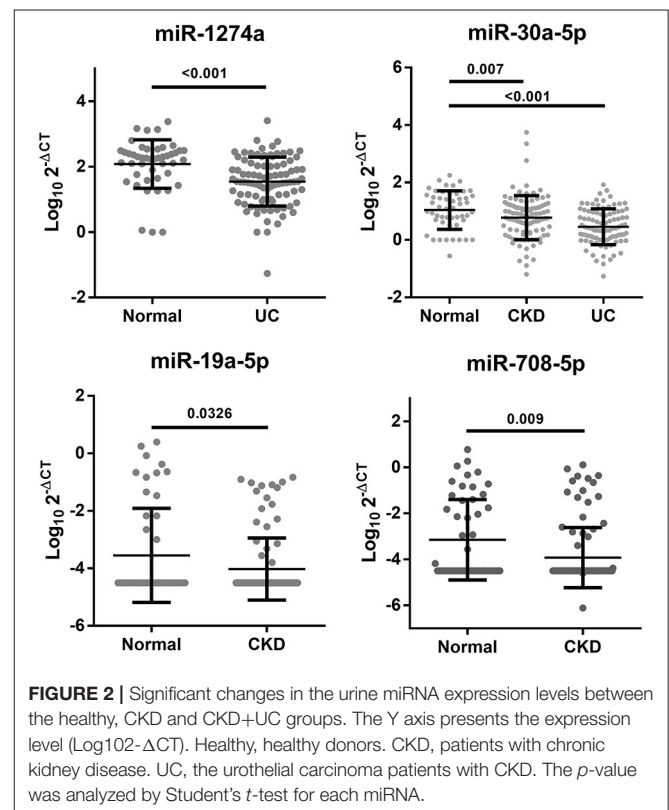 miR-1274a
<0.001
Log₁₀ 2⁻ΔCT
4
2
0
-2
Normal UC
miR-30a-5p
0.007
<0.001
Log₁₀ 2⁻ΔCT
6
4
2
0
-2
Normal CKD UC
miR-19a-5p
0.0326
Log₁₀ 2⁻ΔCT
2
0
-2
-4
-6
Normal CKD
miR-708-5p
0.009
Log₁₀ 2⁻ΔCT
2
0
-2
-4
-6
Normal CKD
FIGURE 2 | Significant changes in the urine miRNA expression levels between
the healthy, CKD and CKD+UC groups. The Y axis presents the expression
level (Log102-ΔCT). Healthy, healthy donors. CKD, patients with chronic
kidney disease. UC, the urothelial carcinoma patients with CKD. The p-value
was analyzed by Student's t-test for each miRNA.